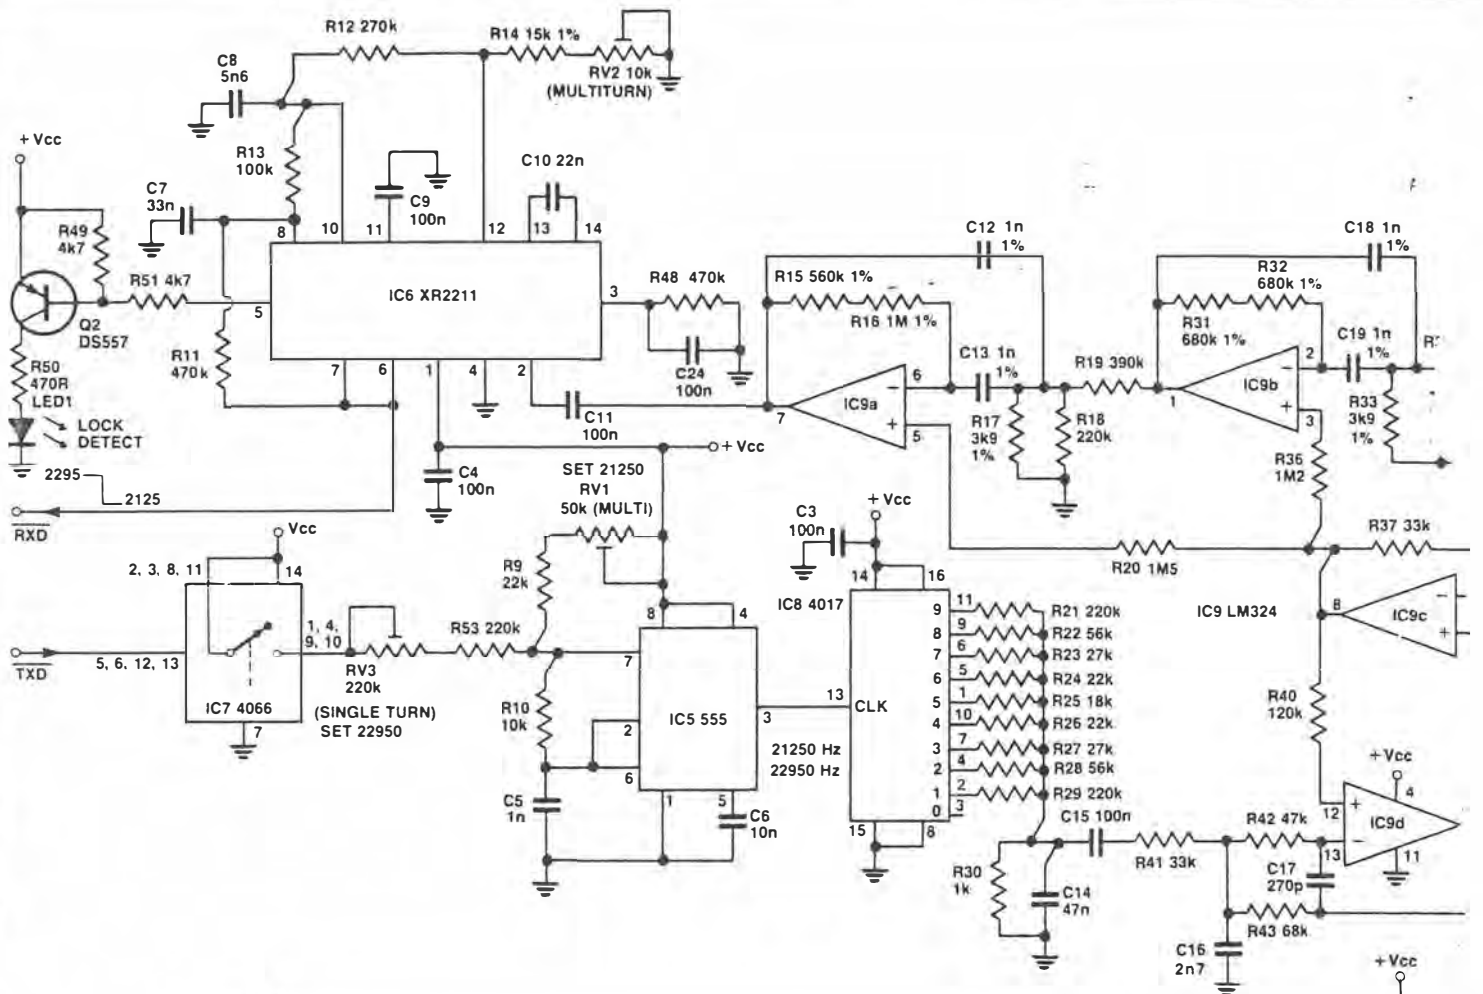 R12 270k
R14 15k 1%
RV2 10k
(MULTITURN)
C8
5n6
+ Vcc
R13
100k
C10 22n
C7
33n
C9
100n
C12 1n
1%
C18 1n
1%
R49
4k7
8
10
11
12
13
14
R51 4k7
5
IC6 XR2211
3
R48 470k
R15 560k 1%
R16 1M 1%
R32
680k 1%
R31
680k 1%
Q2
DS557
R11
470k
C24
100n
C13 1n
1%
R19 390k
C19 1n
1%
2
IC9b
1
3
R50
470R
LED1
7
6
1
4
2
C11
100n
7
IC9a
6
5
R17
3k9
1%
R18
220k
R33
3k9
1%
LOCK
DETECT
+ Vcc
R36
1M2
2295
2125
C4
100n
SET 21250
RV1
50k (MULTI)
+ Vcc
C3
100n
RXD
Vcc
R37 33k
2, 3, 8, 11
14
R9
22k
R20 1M5
14
16
IC8 4017
IC9 LM324
8
IC9c
TXD
5, 6, 12, 13
1, 4,
9, 10
R53 220k
RV3
220k
(SINGLE TURN)
SET 22950
IC7 4066
7
8
4
7
R10
10k
2
IC5 555
3
6
1
5
13
CLK
21250 Hz
22950 Hz
9 11 R21 220k
8 9 R22 56k
7 6 R23 27k
6 5 R24 22k
5 1 R25 18k
4 10 R26 22k
3 7 R27 27k
2 4 R28 56k
1 2 R29 220k
0 3
15
8
R40
120k
+ Vcc
4
12
IC9d
13
11
C5
1n
C6
10n
C15 100n
R42 47k
R41 33k
C17
270p
R30
1k
C14
47n
R43 68k
C16
2n7
+ Vcc